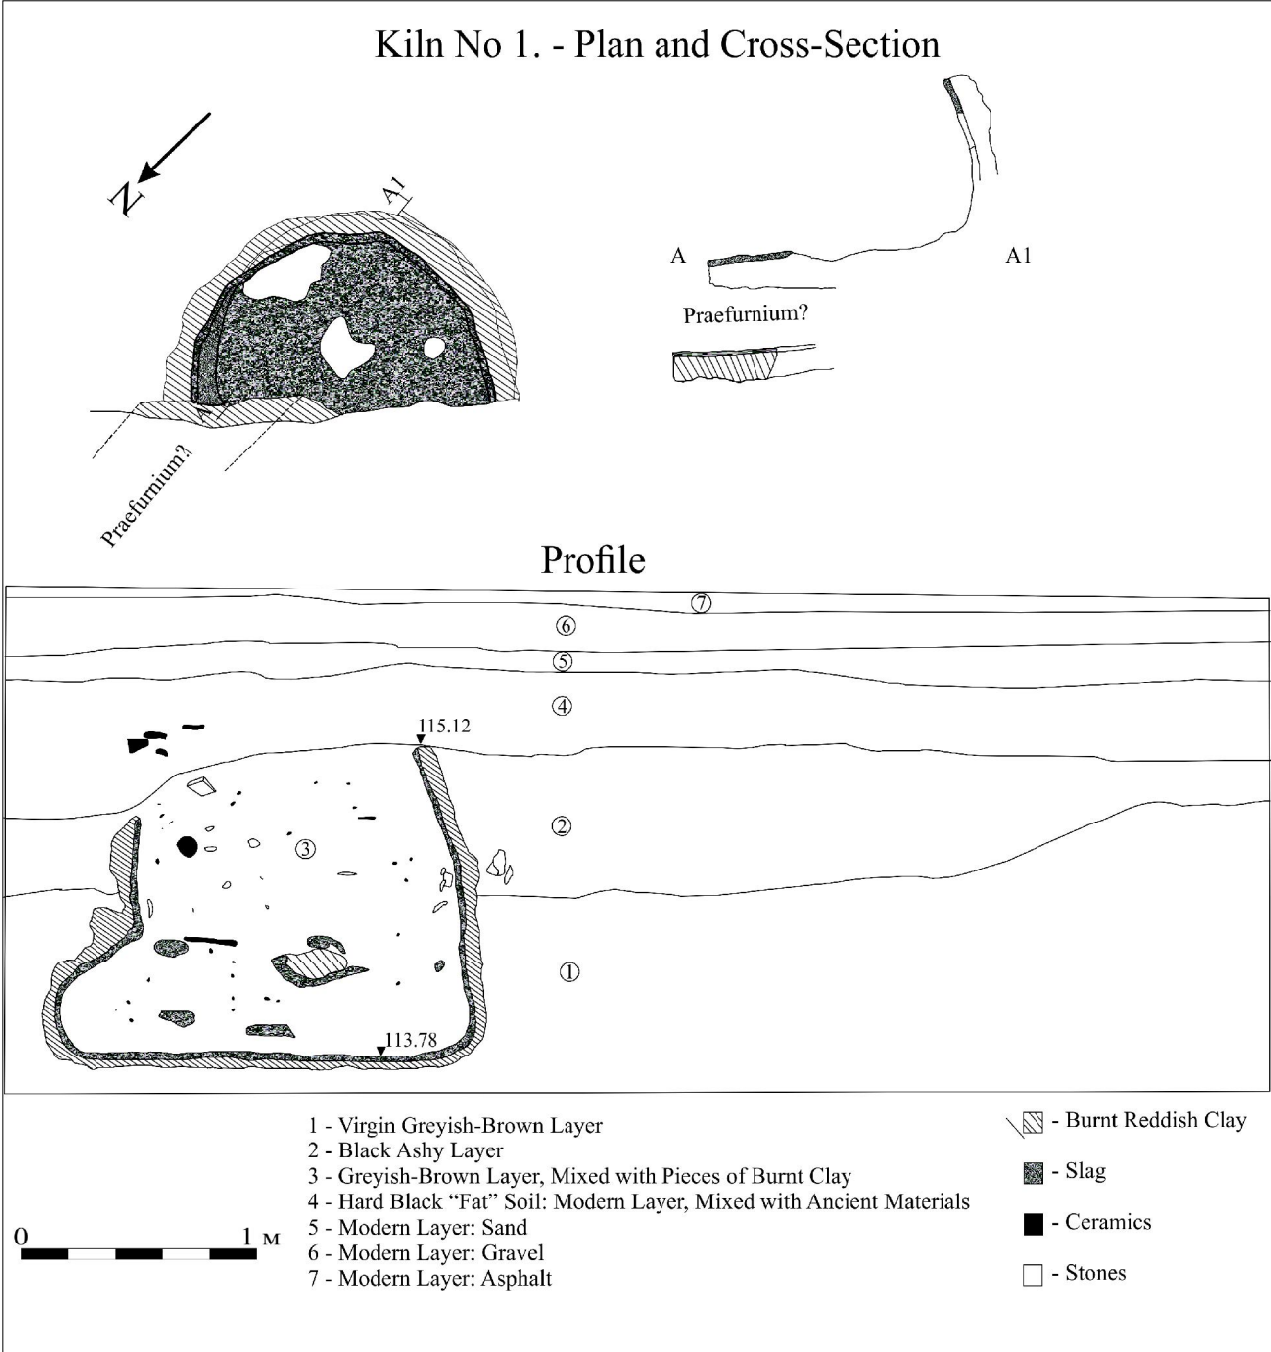 Kiln No 1. - Plan and Cross-Section
N
A1
A
A1
Praefurnium?
Praefurnium?
Profile
7
6
5
4
115.12
2
3
1
113.78
1 - Virgin Greyish-Brown Layer
2 - Black Ashy Layer
3 - Greyish-Brown Layer, Mixed with Pieces of Burnt Clay
4 - Hard Black “Fat” Soil: Modern Layer, Mixed with Ancient Materials
5 - Modern Layer: Sand
6 - Modern Layer: Gravel
7 - Modern Layer: Asphalt
- Burnt Reddish Clay
- Slag
- Ceramics
- Stones
0 1 м